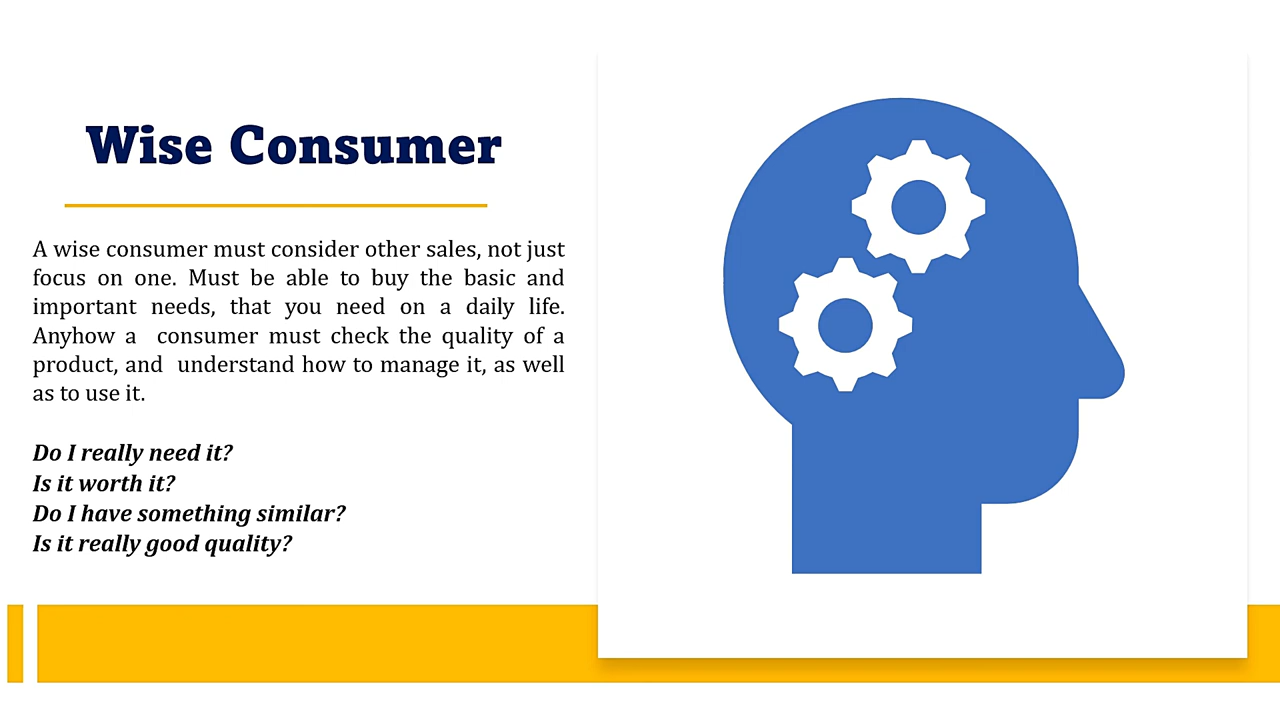 Wise Consumer
A wise consumer must consider other sales, not just
focus on one. Must be able to buy the basic and
important needs, that you need on a daily life.
Anyhow a consumer must check the quality of a
product, and understand how to manage it, as well
as to use it.
Do I really need it?
Is it worth it?
Do I have something similar?
Is it really good quality?